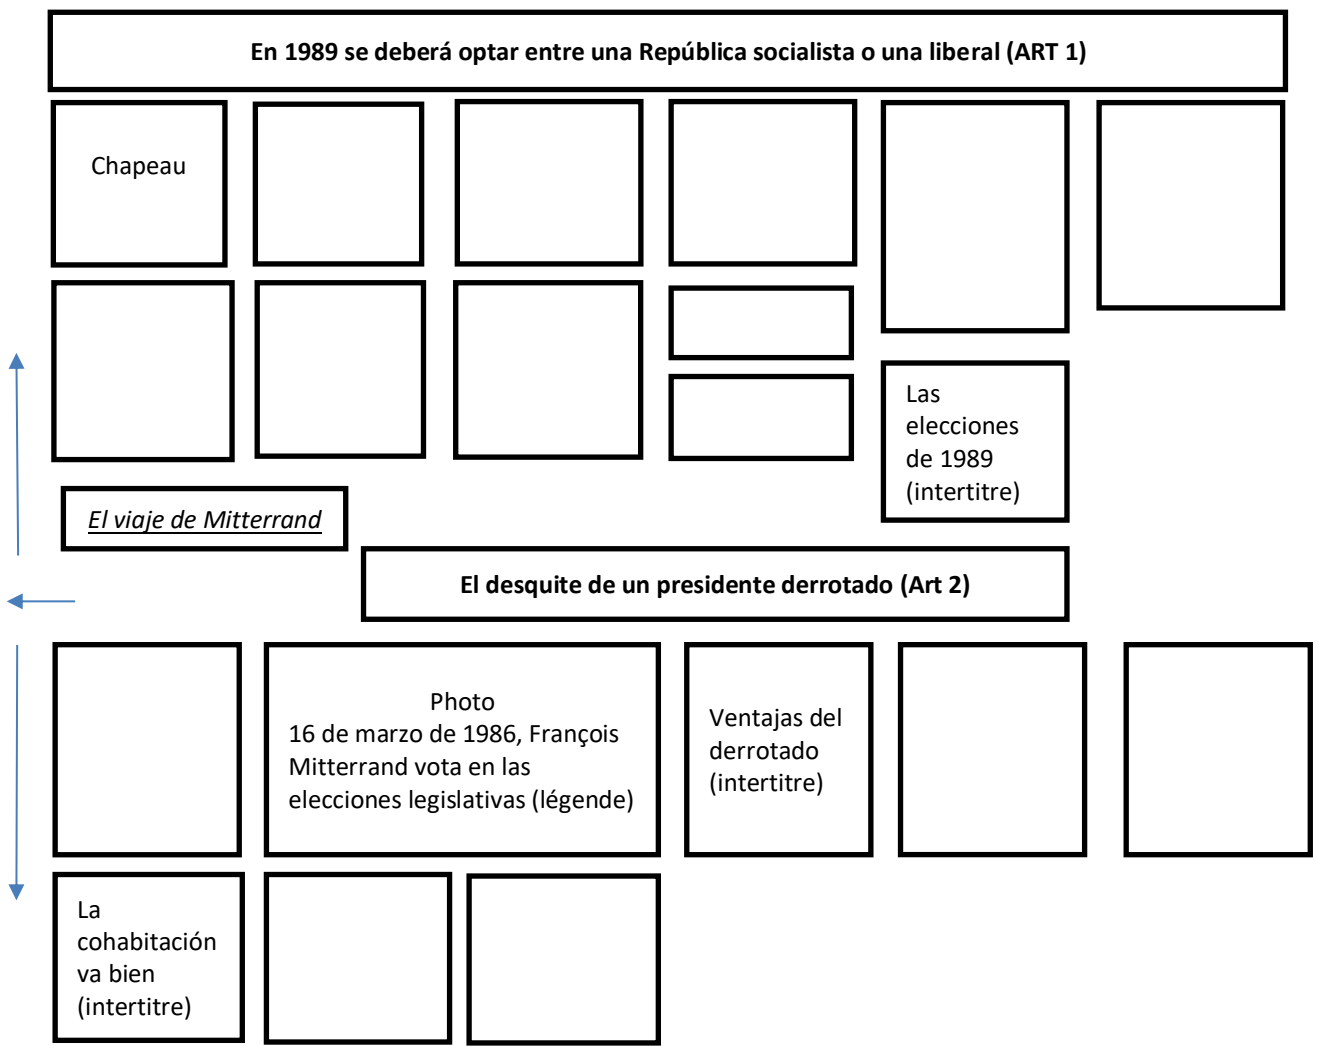 En 1989 se deberá optar entre una República socialista o una liberal (ART 1)
Chapeau
Las
elecciones
de 1989
(intertitre)
El viaje de Mitterrand
El desquite de un presidente derrotado (Art 2)
Photo
16 de marzo de 1986, François
Mitterrand vota en las
elecciones legislativas (légende)
Ventajas del
derrotado
(intertitre)
La
cohabitación
va bien
(intertitre)